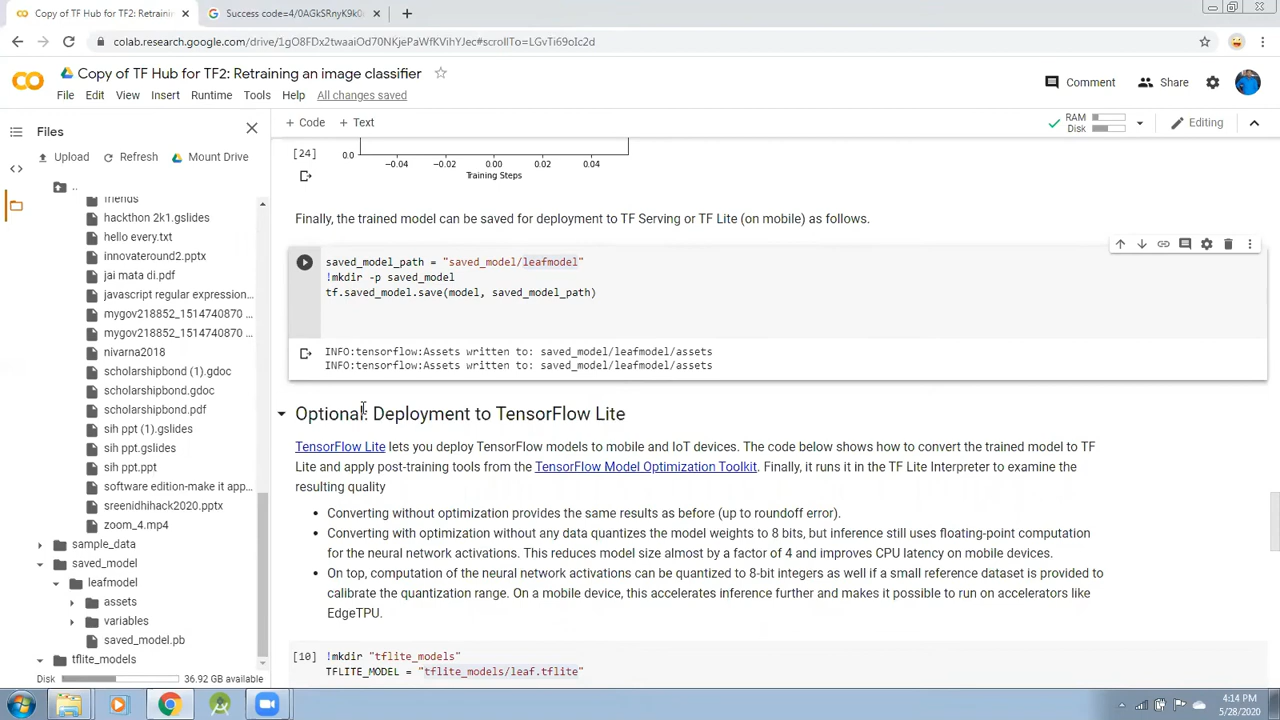 Copy of TF Hub for TF2: Retraini
Success code=4/0AGkSRnyK9k0
colab.research.google.com/drive/1gO8FDx2twaaiOd70NKjePaWfKVihYJec#scrollTo=LGvTi69oIc2d
Copy of TF Hub for TF2: Retraining an image classifier
Comment
Share
File Edit View Insert Runtime Tools Help All changes saved
Files
+ Code + Text
RAM
Disk
Editing
Upload Refresh Mount Drive
..
friends
hackthon 2k1.gslides
hello every.txt
innovateround2.pptx
jai mata di.pdf
javascript regular expression...
mygov218852_1514740870 ...
mygov218852_1514740870 ...
nivarna2018
scholarshipbond (1).gdoc
scholarshipbond.gdoc
scholarshipbond.pdf
sih ppt (1).gslides
sih ppt.gslides
sih ppt.ppt
software edition-make it app...
sreenidhihack2020.pptx
zoom_4.mp4
sample_data
saved_model
leafmodel
assets
variables
saved_model.pb
tflite_models
Disk 36.92 GB available
[24]
0.0
−0.04 −0.02 0.00 0.02 0.04
Training Steps
Finally, the trained model can be saved for deployment to TF Serving or TF Lite (on mobile) as follows.
saved_model_path = "saved_model/leafmodel"
!mkdir -p saved_model
tf.saved_model.save(model, saved_model_path)
INFO:tensorflow:Assets written to: saved_model/leafmodel/assets
INFO:tensorflow:Assets written to: saved_model/leafmodel/assets
Optional: Deployment to TensorFlow Lite
TensorFlow Lite lets you deploy TensorFlow models to mobile and IoT devices. The code below shows how to convert the trained model to TF
Lite and apply post-training tools from the TensorFlow Model Optimization Toolkit. Finally, it runs it in the TF Lite Interpreter to examine the
resulting quality
• Converting without optimization provides the same results as before (up to roundoff error).
• Converting with optimization without any data quantizes the model weights to 8 bits, but inference still uses floating-point computation
for the neural network activations. This reduces model size almost by a factor of 4 and improves CPU latency on mobile devices.
• On top, computation of the neural network activations can be quantized to 8-bit integers as well if a small reference dataset is provided to
calibrate the quantization range. On a mobile device, this accelerates inference further and makes it possible to run on accelerators like
EdgeTPU.
[10] !mkdir "tflite_models"
TFLITE_MODEL = "tflite_models/leaf.tflite"
4:14 PM
5/28/2020